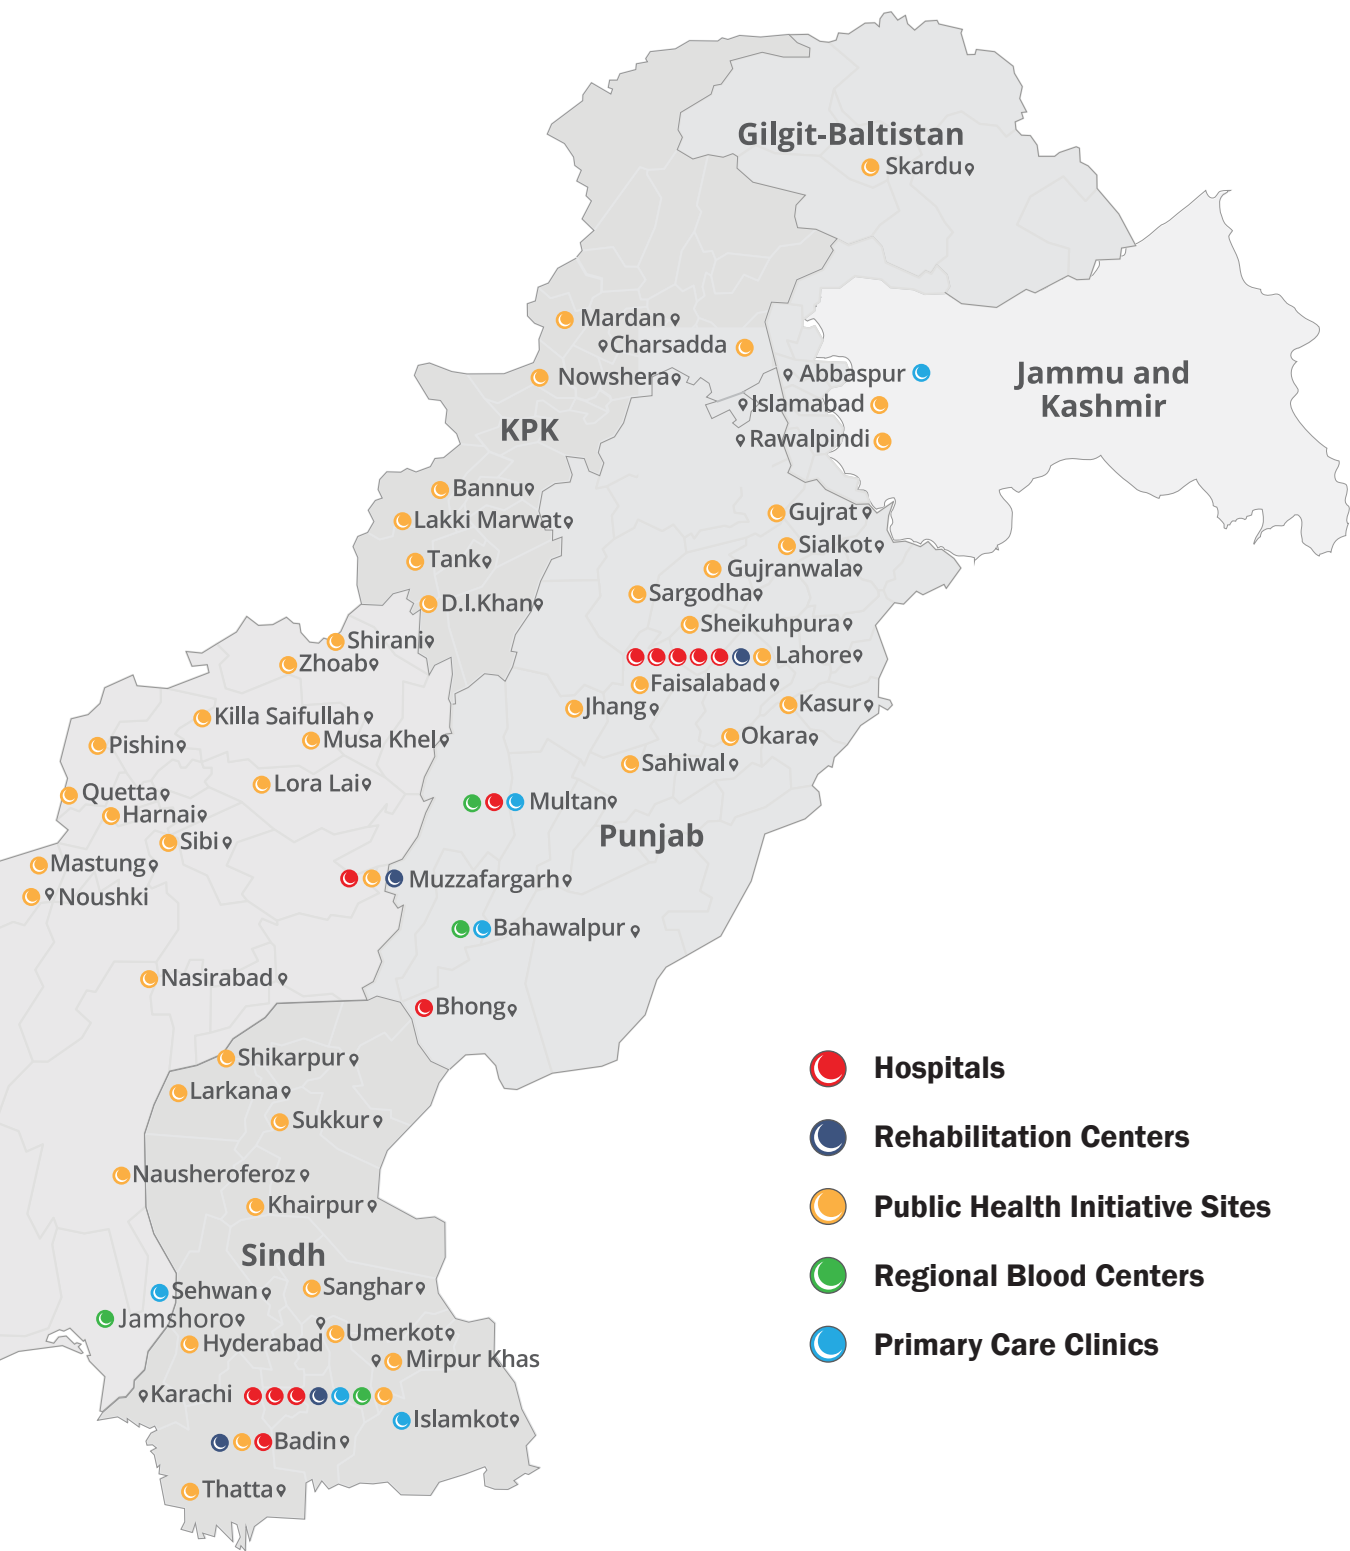 Gilgit-Baltistan
Skardu
Mardan
Charsadda
Nowshera
Abbaspur
Islamabad
Rawalpindi
Jammu and
Kashmir
KPK
Bannu
Lakki Marwat
Tank
D.I.Khan
Gujrat
Sialkot
Gujranwala
Sargodha
Sheikuhpura
Lahore
Faisalabad
Jhang
Kasur
Okara
Sahiwal
Shirani
Zhoab
Killa Saifullah
Musa Khel
Pishin
Lora Lai
Quetta
Harnai
Sibi
Mastung
Noushki
Multan
Punjab
Muzzafargarh
Bahawalpur
Nasirabad
Bhong
Shikarpur
Larkana
Sukkur
Nausheroferoz
Khairpur
Sindh
Sehwan
Sanghar
Jamshoro
Hyderabad
Umerkot
Mirpur Khas
Karachi
Islamkot
Badin
Thatta
Hospitals
Rehabilitation Centers
Public Health Initiative Sites
Regional Blood Centers
Primary Care Clinics